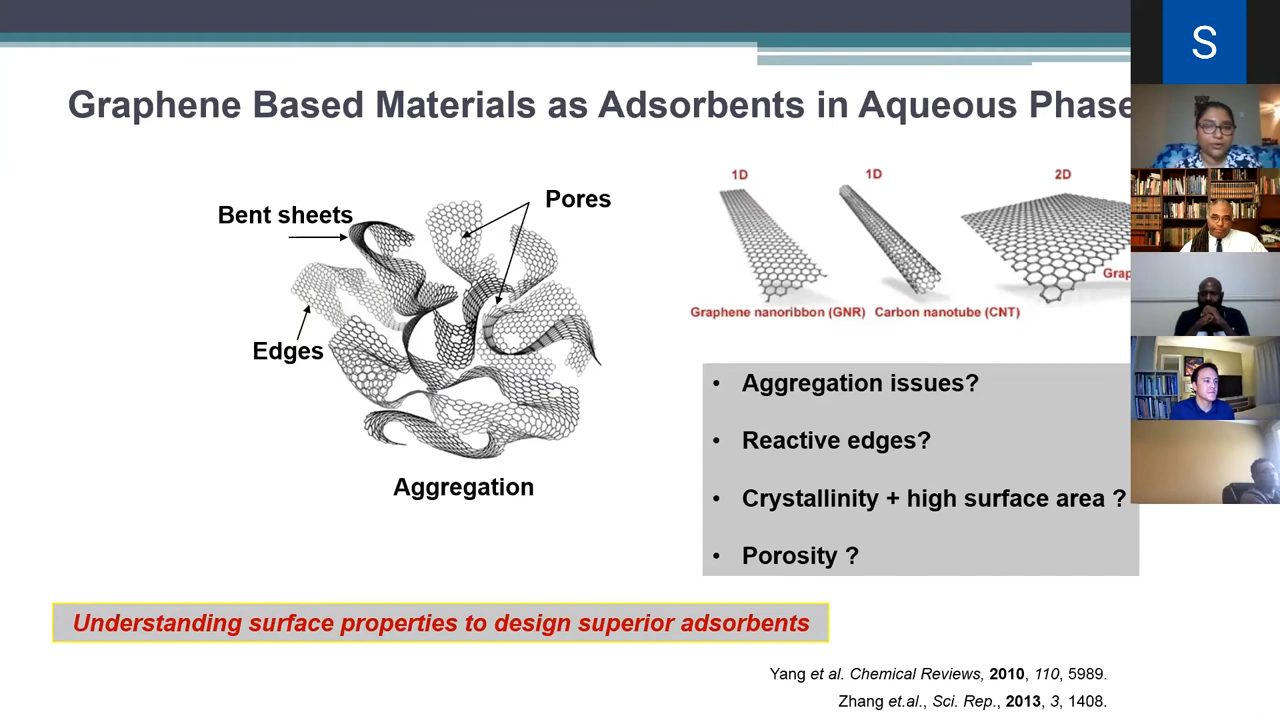 S
Graphene Based Materials as Adsorbents in Aqueous Phase
1D
1D
2D
Bent sheets
Pores
Edges
Graphene nanoribbon (GNR)
Carbon nanotube (CNT)
Aggregation
• Aggregation issues?
• Reactive edges?
• Crystallinity + high surface area ?
• Porosity ?
Understanding surface properties to design superior adsorbents
Yang et al. Chemical Reviews, 2010, 110, 5989.
Zhang et.al., Sci. Rep., 2013, 3, 1408.